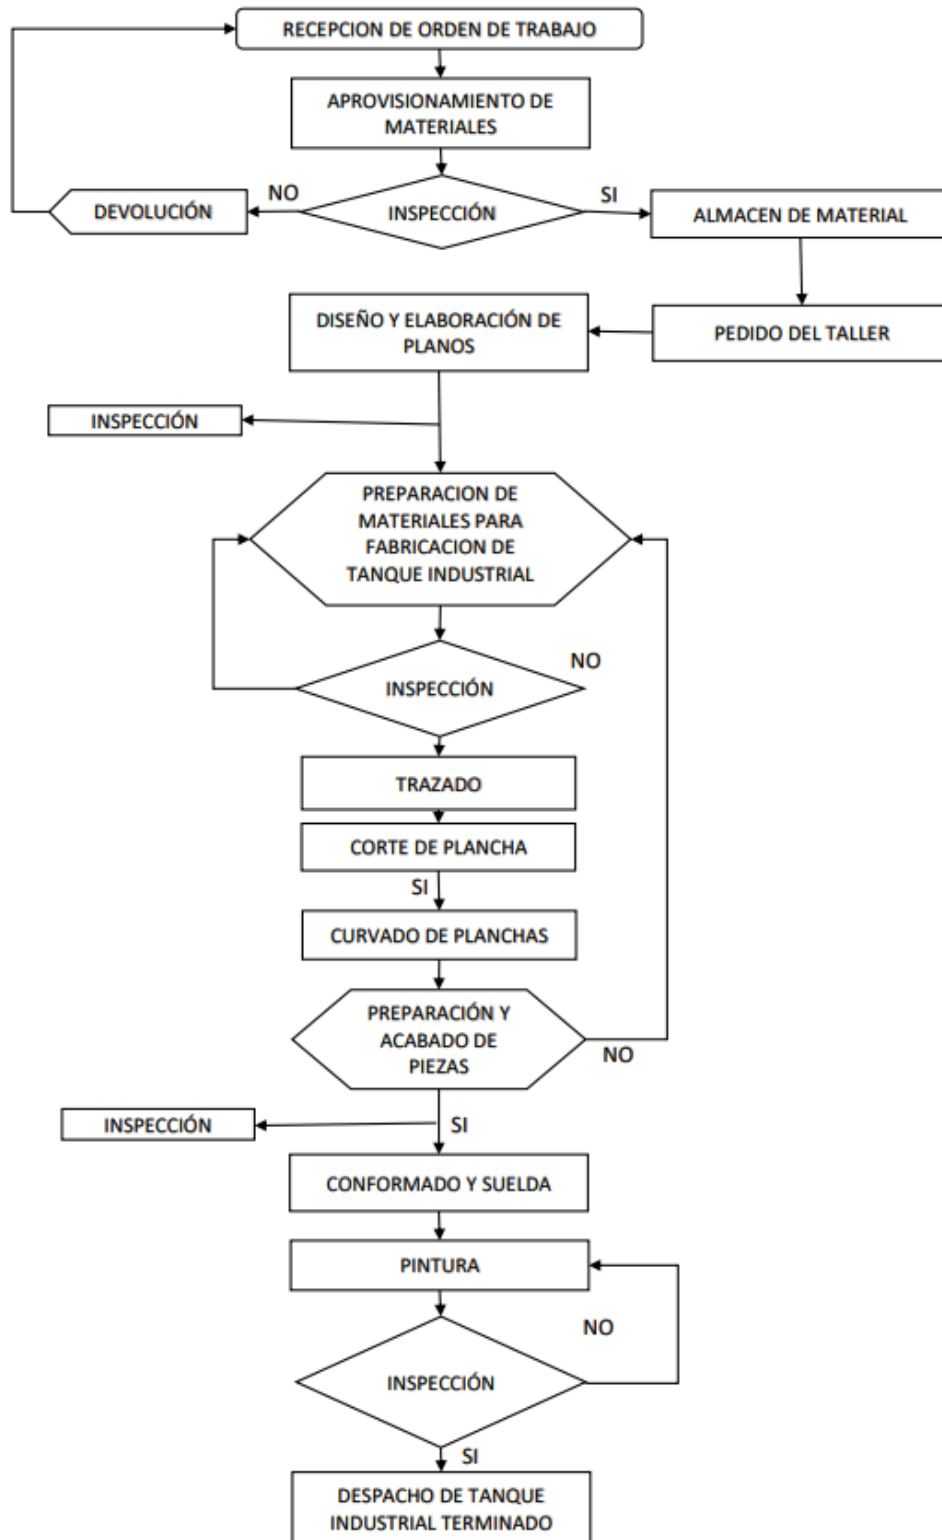 RECEPCION DE ORDEN DE TRABAJO
APROVISIONAMIENTO DE
MATERIALES
NO
SI
DEVOLUCIÓN
INSPECCIÓN
ALMACEN DE MATERIAL
DISEÑO Y ELABORACIÓN DE
PLANOS
PEDIDO DEL TALLER
INSPECCIÓN
PREPARACION DE
MATERIALES PARA
FABRICACION DE
TANQUE INDUSTRIAL
NO
INSPECCIÓN
TRAZADO
CORTE DE PLANCHA
SI
CURVADO DE PLANCHAS
PREPARACIÓN Y
ACABADO DE
PIEZAS
NO
INSPECCIÓN
SI
CONFORMADO Y SUELDA
PINTURA
NO
INSPECCIÓN
SI
DESPACHO DE TANQUE
INDUSTRIAL TERMINADO